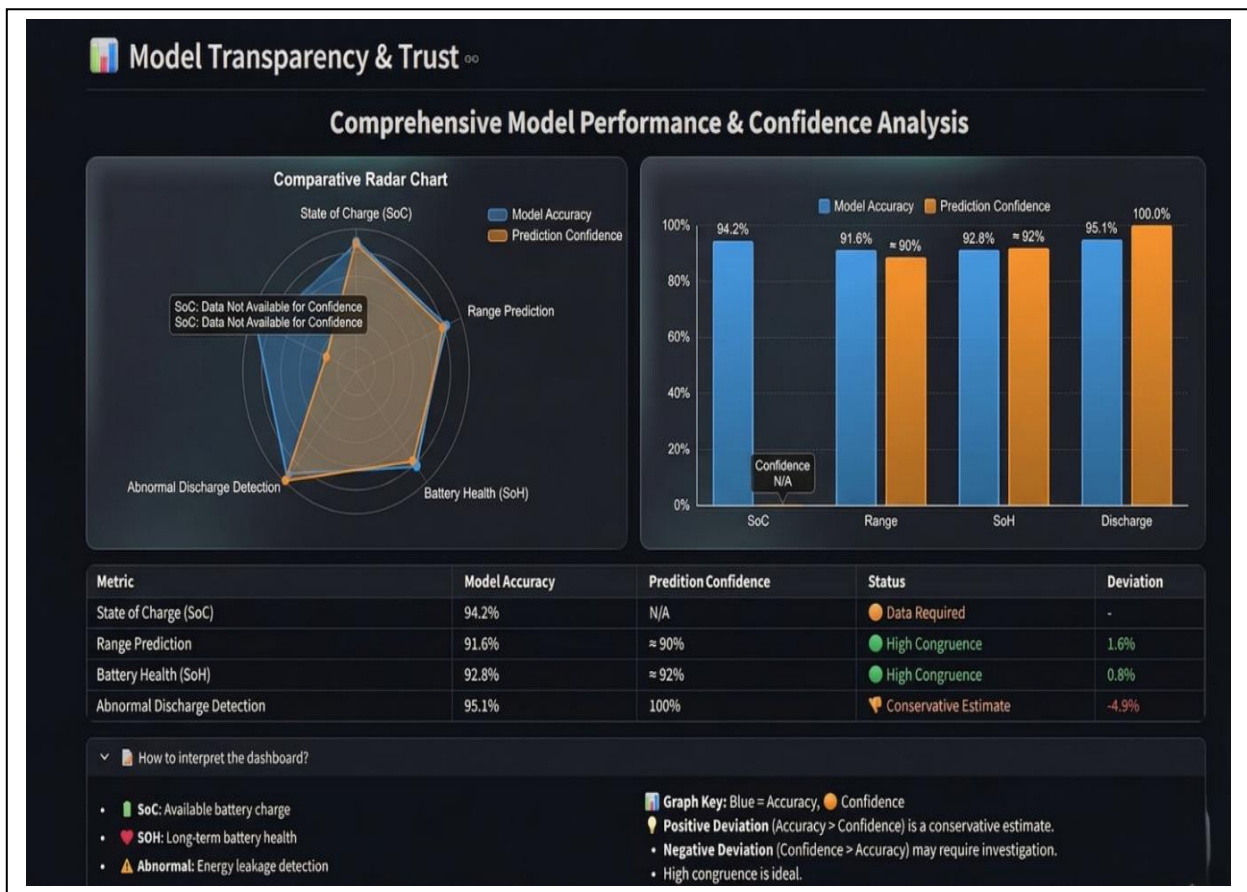 Model Transparency & Trust
Comprehensive Model Performance & Confidence Analysis
Comparative Radar Chart
State of Charge (SoC)
Model Accuracy
Prediction Confidence
SoC: Data Not Available for Confidence
SoC: Data Not Available for Confidence
Range Prediction
Abnormal Discharge Detection
Battery Health (SoH)
Model Accuracy Prediction Confidence
100%
80%
60%
40%
20%
0%
94.2%
91.6%
≈ 90%
92.8%
≈ 92%
95.1%
100.0%
Confidence
N/A
SoC Range SoH Discharge
Metric Model Accuracy Predition Confidence Status Deviation
State of Charge (SoC) 94.2% N/A Data Required -
Range Prediction 91.6% ≈ 90% High Congruence 1.6%
Battery Health (SoH) 92.8% ≈ 92% High Congruence 0.8%
Abnormal Discharge Detection 95.1% 100% Conservative Estimate -4.9%
How to interpret the dashboard?
• SoC: Available battery charge
• SOH: Long-term battery health
• Abnormal: Energy leakage detection
Graph Key: Blue = Accuracy, Confidence
Positive Deviation (Accuracy > Confidence) is a conservative estimate.
• Negative Deviation (Confidence > Accuracy) may require investigation.
• High congruence is ideal.